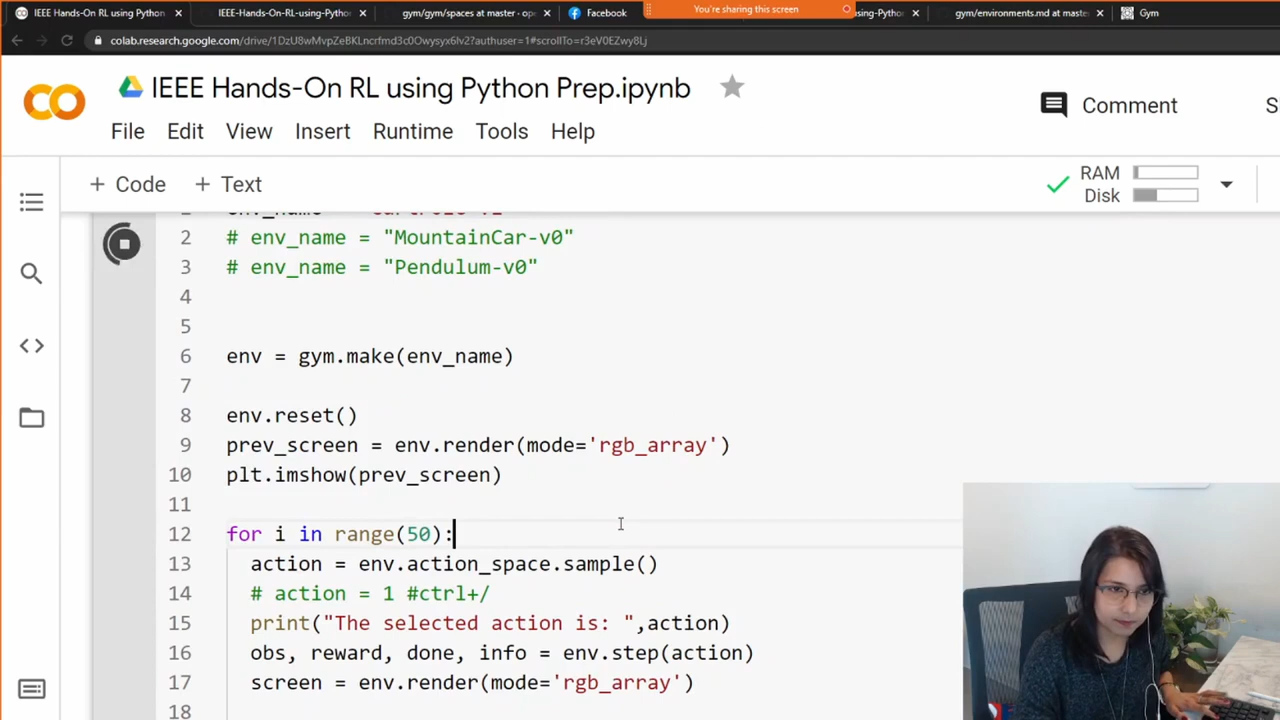 IEEE Hands-On RL using Python
IEEE-Hands-On-RL-using-Python-
gym/gym/spaces at master · ope
Facebook
You're sharing this screen
using-Python-
gym/environments.md at master
Gym
colab.research.google.com/drive/1DzU8wMvpZeBKLncrfmd3c0Owysyx6lv2?authuser=1#scrollTo=r3eV0EZwy8Lj
IEEE Hands-On RL using Python Prep.ipynb
Comment
S
File Edit View Insert Runtime Tools Help
+ Code + Text
RAM
Disk
2 # env_name = "MountainCar-v0"
3 # env_name = "Pendulum-v0"
4
5
6 env = gym.make(env_name)
7
8 env.reset()
9 prev_screen = env.render(mode='rgb_array')
10 plt.imshow(prev_screen)
11
12 for i in range(50):
13 action = env.action_space.sample()
14 # action = 1 #ctrl+/
15 print("The selected action is: ",action)
16 obs, reward, done, info = env.step(action)
17 screen = env.render(mode='rgb_array')
18